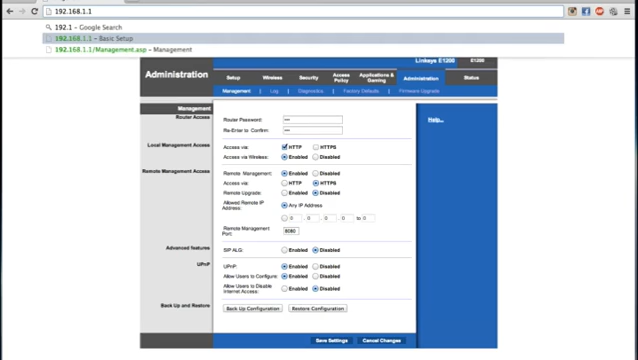 192.168.1.1
192.1 – Google Search
192.168.1.1 – Basic Setup
192.168.1.1/Management.asp – Management
Linksys E1200 E1200
Administration
Setup Wireless Security Access Policy Applications & Gaming Administration Status
Management Log Diagnostics Factory Defaults Firmware Upgrade
Management
Router Access
Router Password:
Re-Enter to Confirm:
Help...
Local Management Access
Access via: HTTP HTTPS
Access via Wireless: Enabled Disabled
Remote Management Access
Remote Management: Enabled Disabled
Access via: HTTP HTTPS
Remote Upgrade: Enabled Disabled
Allowed Remote IP Address: Any IP Address
0 . 0 . 0 . 0 to 0
Remote Management Port: 8080
Advanced features
SIP ALG: Enabled Disabled
UPnP
UPnP: Enabled Disabled
Allow Users to Configure: Enabled Disabled
Allow Users to Disable Internet Access: Enabled Disabled
Back Up and Restore
Back Up Configuration Restore Configuration
Save Settings Cancel Changes